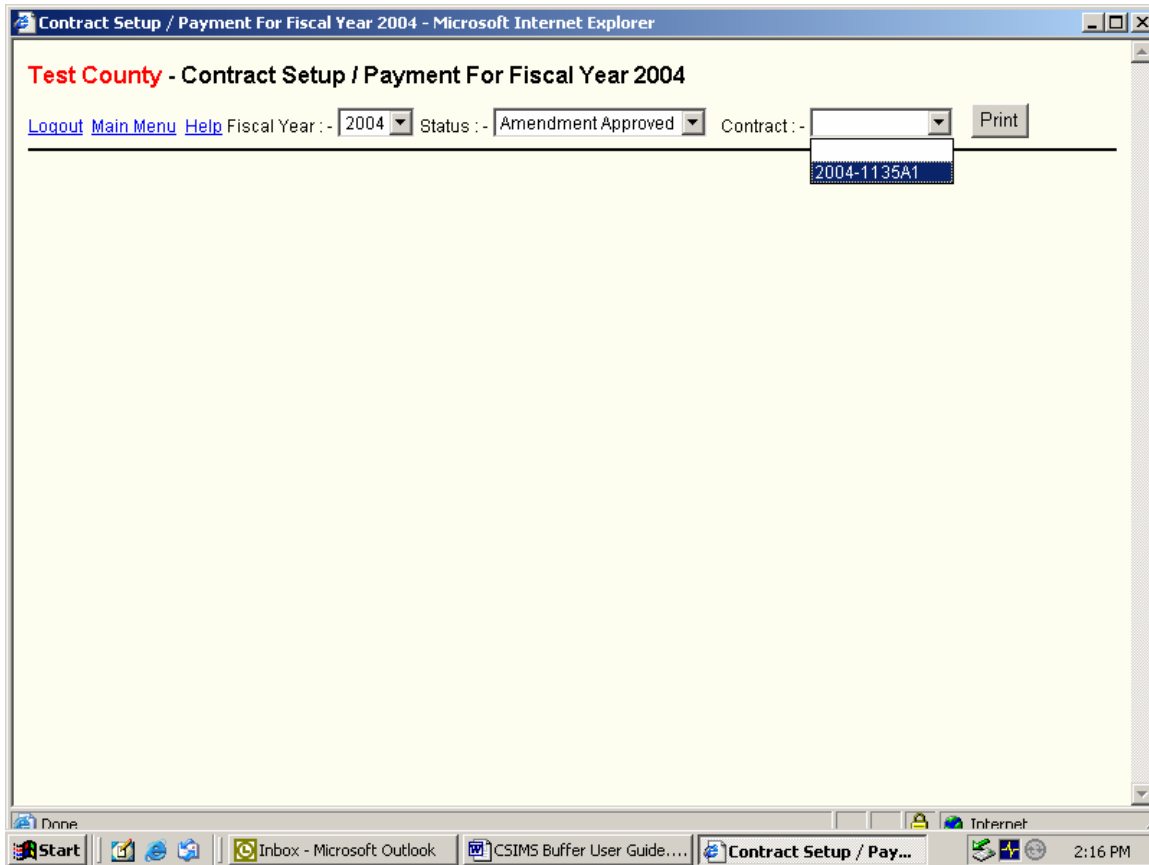 Contract Setup / Payment For Fiscal Year 2004 - Microsoft Internet Explorer
Test County - Contract Setup / Payment For Fiscal Year 2004
Logout Main Menu Help Fiscal Year : - 2004 Status : - Amendment Approved Contract : - Print
2004-1135A1
Done Internet
Start Inbox - Microsoft Outlook CSIMS Buffer User Guide.... Contract Setup / Pay... 2:16 PM